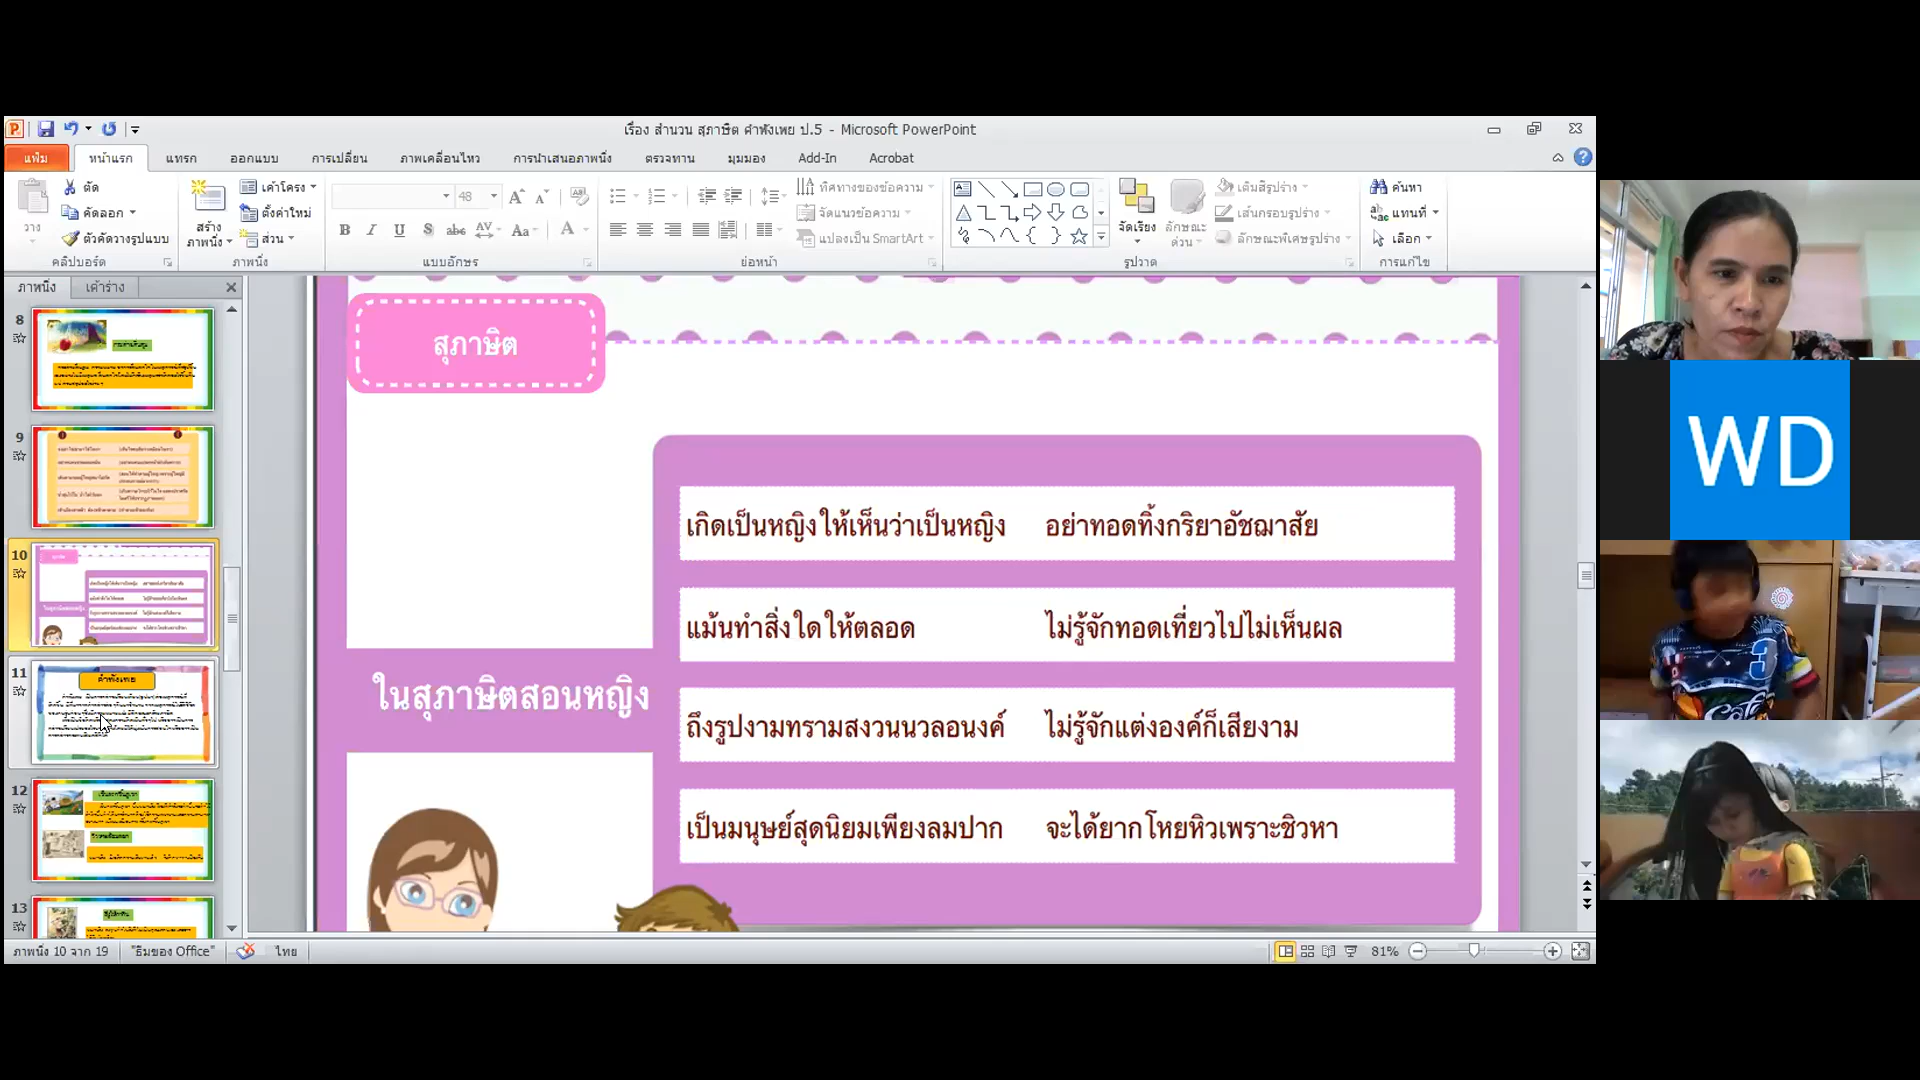 เรื่อง สำนวน สุภาษิต คำพังเพย ป.5 - Microsoft PowerPoint
แฟ้ม หน้าแรก แทรก ออกแบบ การเปลี่ยน ภาพเคลื่อนไหว การนำเสนอภาพนิ่ง ตรวจทาน มุมมอง Add-In Acrobat
วาง ตัด คัดลอก ตัวคัดวางรูปแบบ
คลิปบอร์ด
สร้างภาพนิ่ง เค้าโครง ตั้งค่าใหม่ ส่วน
ภาพนิ่ง
48
แบบอักษร
ทิศทางของข้อความ จัดแนวข้อความ แปลงเป็น SmartArt
ย่อหน้า
จัดเรียง ลักษณะด่วน เติมสีรูปร่าง เส้นกรอบรูปร่าง ลักษณะพิเศษรูปร่าง
รูปวาด
ค้นหา แทนที่ เลือก
การแก้ไข
ภาพนิ่ง เค้าร่าง
8
9
10
11
คำพังเพย
12
13
สุภาษิต
ในสุภาษิตสอนหญิง
เกิดเป็นหญิงให้เห็นว่าเป็นหญิง อย่าทอดทิ้งกริยาอัชฌาสัย
แม้นทำสิ่งใดให้ตลอด ไม่รู้จักทอดเที่ยวไปไม่เห็นผล
ถึงรูปงามทรามสงวนนวลอนงค์ ไม่รู้จักแต่งองค์ก็เสียงาม
เป็นมนุษย์สุดนิยมเพียงลมปาก จะได้ยากโหยหิวเพราะชิวหา
ภาพนิ่ง 10 จาก 19 "ธีมของ Office" ไทย 81%
WD
3